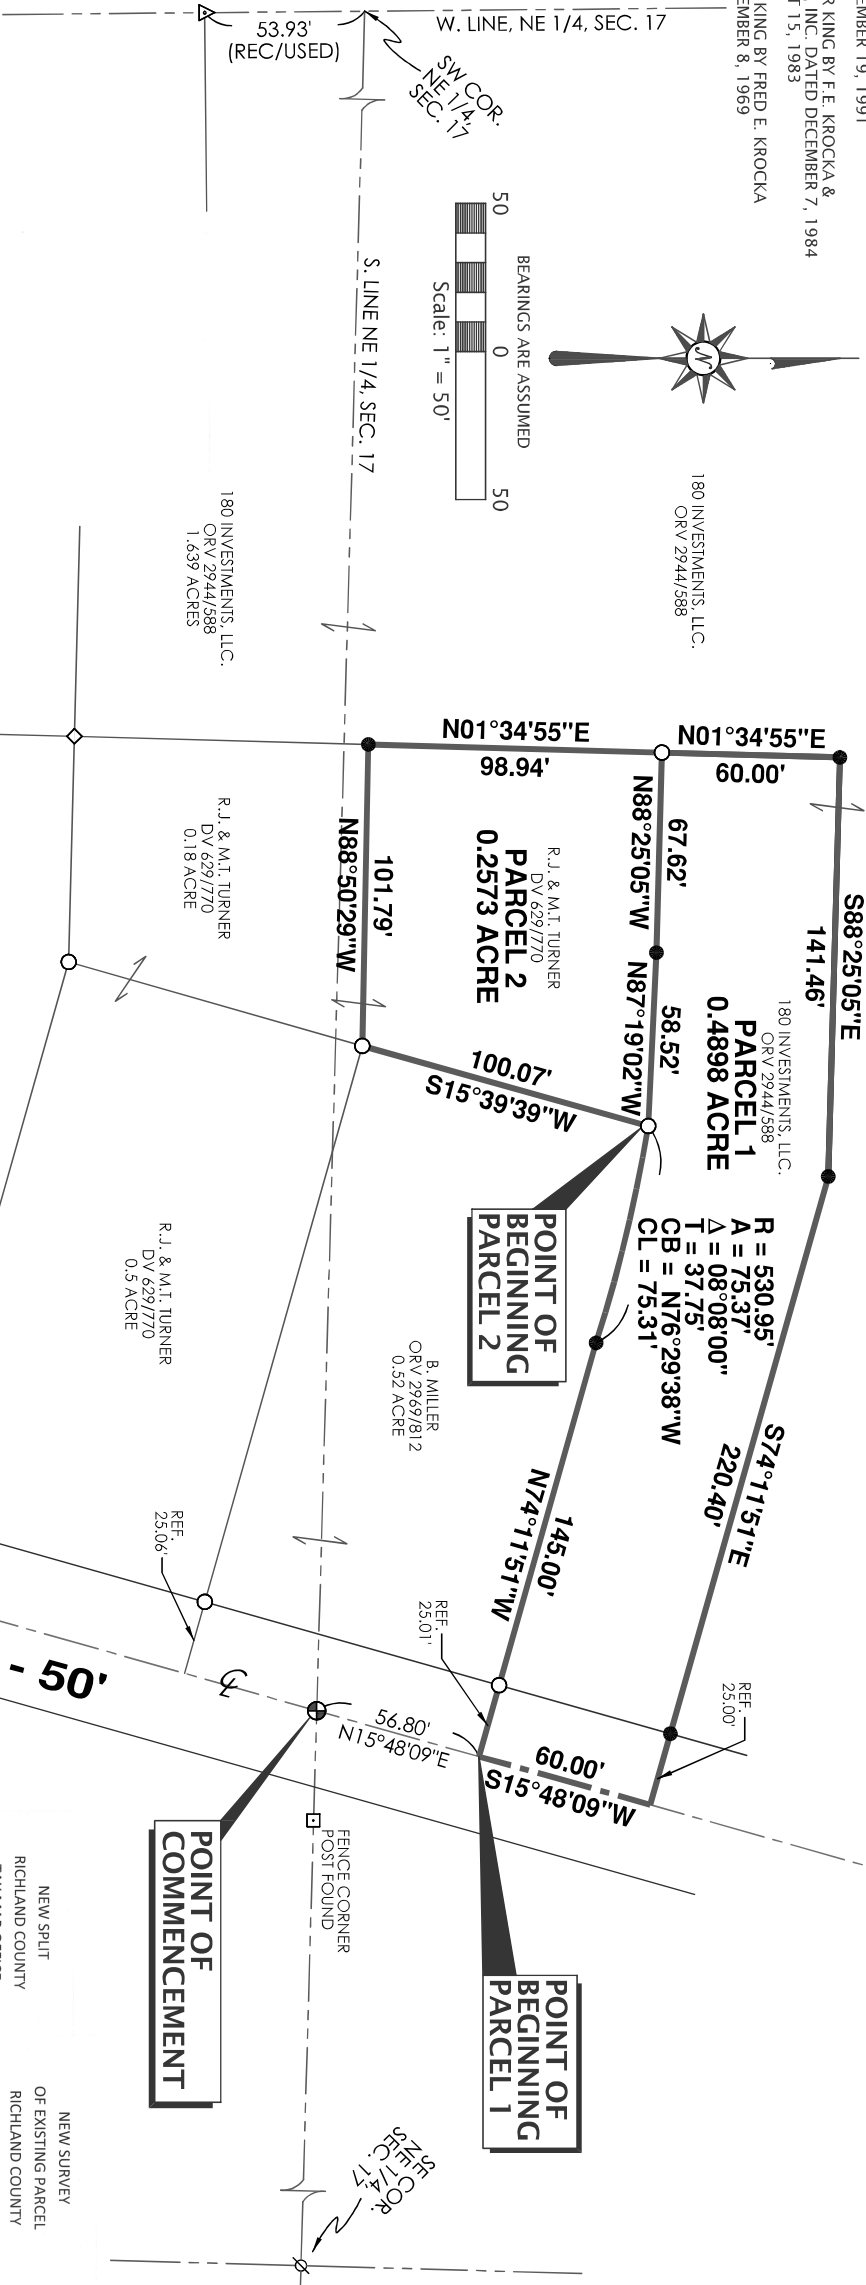 EMBER 19, 1991
R KING BY F.E. KROCKA &
, INC. DATED DECEMBER 7, 1984
T 15, 1983
KING BY FRED E. KROCKA
EMBER 8, 1969
W. LINE, NE 1/4, SEC. 17
53.93'
(REC/USED)
SW COR.
NE 1/4,
SEC. 17
N
BEARINGS ARE ASSUMED
50
0
50
Scale: 1" = 50'
S. LINE NE 1/4, SEC. 17
180 INVESTMENTS, LLC.
ORV 2944/588
180 INVESTMENTS, LLC.
ORV 2944/588
1.639 ACRES
N01°34'55"E
98.94'
N01°34'55"E
60.00'
S88°25'05"E
141.46'
67.62'
N88°25'05"W
58.52'
N87°19'02"W
180 INVESTMENTS, LLC.
ORV 2944/588
PARCEL 1
0.4898 ACRE
R.J. & M.T. TURNER
DV 629/770
PARCEL 2
0.2573 ACRE
101.79'
N88°50'29"W
R.J. & M.T. TURNER
DV 629/770
0.18 ACRE
100.07'
S15°39'39"W
R = 530.95'
A = 75.37'
Δ = 08°08'00"
T = 37.75'
CB = N76°29'38"W
CL = 75.31'
POINT OF
BEGINNING
PARCEL 2
S74°11'51"E
220.40'
145.00'
N74°11'51"W
B. MILLER
ORV 2969/812
0.52 ACRE
R.J. & M.T. TURNER
DV 629/770
0.5 ACRE
REF.
25.06'
REF.
25.01'
REF.
25.00'
- 50'
CL
56.80'
N15°48'09"E
60.00'
S15°48'09"W
FENCE CORNER
POST FOUND
POINT OF
COMMENCEMENT
POINT OF
BEGINNING
PARCEL 1
SE COR.
NE 1/4,
SEC. 17
NEW SPLIT
RICHLAND COUNTY
NEW SURVEY
OF EXISTING PARCEL
RICHLAND COUNTY